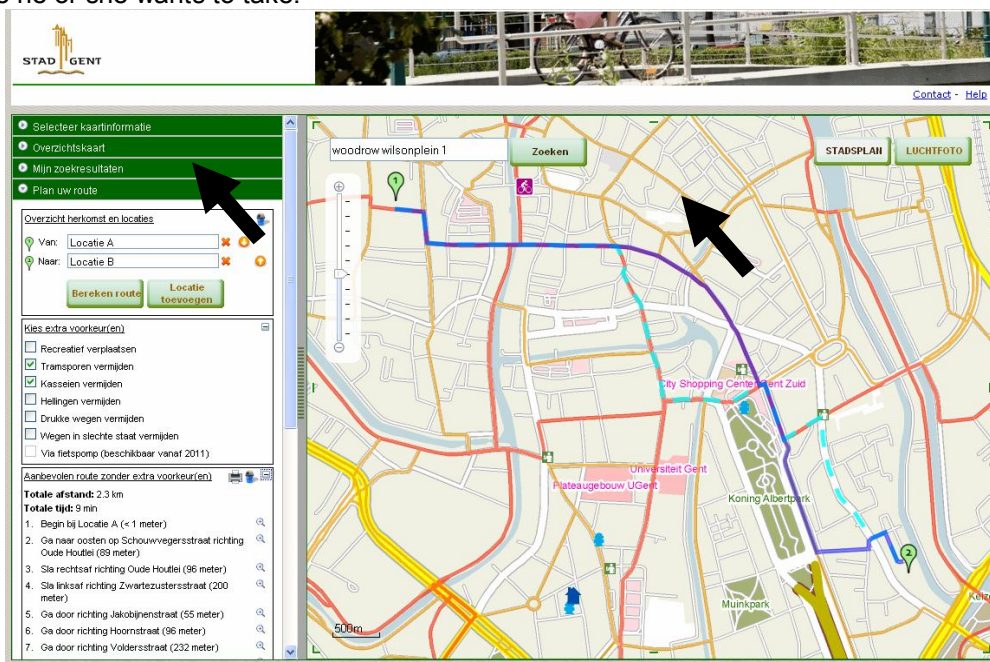 s he or she wants to take.
STAD GENT
Contact - Help
Selecteer kaartinformatie
Overzichtskaart
Mijn zoekresultaten
Plan uw route
Overzicht herkomst en locaties
Van: Locatie A
Naar: Locatie B
Bereken route
Locatie toevoegen
Kies extra voorkeur(en)
Recreatief verplaatsen
Tramsporen vermijden
Kasseien vermijden
Hellingen vermijden
Drukke wegen vermijden
Wegen in slechte staat vermijden
Via fietspomp (beschikbaar vanaf 2011)
Aanbevolen route zonder extra voorkeur(en)
Totale afstand: 2.3 km
Totale tijd: 9 min
1. Begin bij Locatie A (< 1 meter)
2. Ga naar oosten op Schouwvegersstraat richting
Oude Houtlei (89 meter)
3. Sla rechtsaf richting Oude Houtlei (96 meter)
4. Sla linksaf richting Zwartezustersstraat (200
meter)
5. Ga door richting Jakobijnenstraat (55 meter)
6. Ga door richting Hoornstraat (96 meter)
7. Ga door richting Voldersstraat (232 meter)
woodrow wilsonplein 1
Zoeken
STADSPLAN
LUCHTFOTO
1
City Shopping Center Gent Zuid
Universiteit Gent
Plateaugebouw UGent
Koning Albertpark
2
Muinkpark
Keize
500m